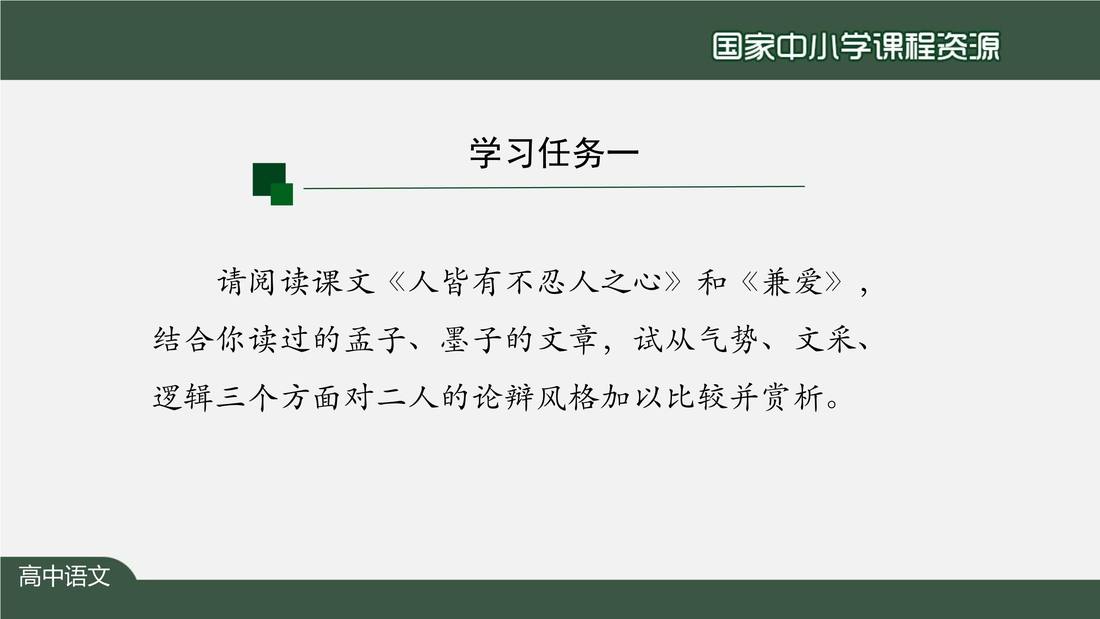 国家中小学课程资源
学习任务一
请阅读课文《人皆有不忍人之心》和《兼爱》，
结合你读过的孟子、墨子的文章，试从气势、文采、
逻辑三个方面对二人的论辩风格加以比较并赏析。
高中语文